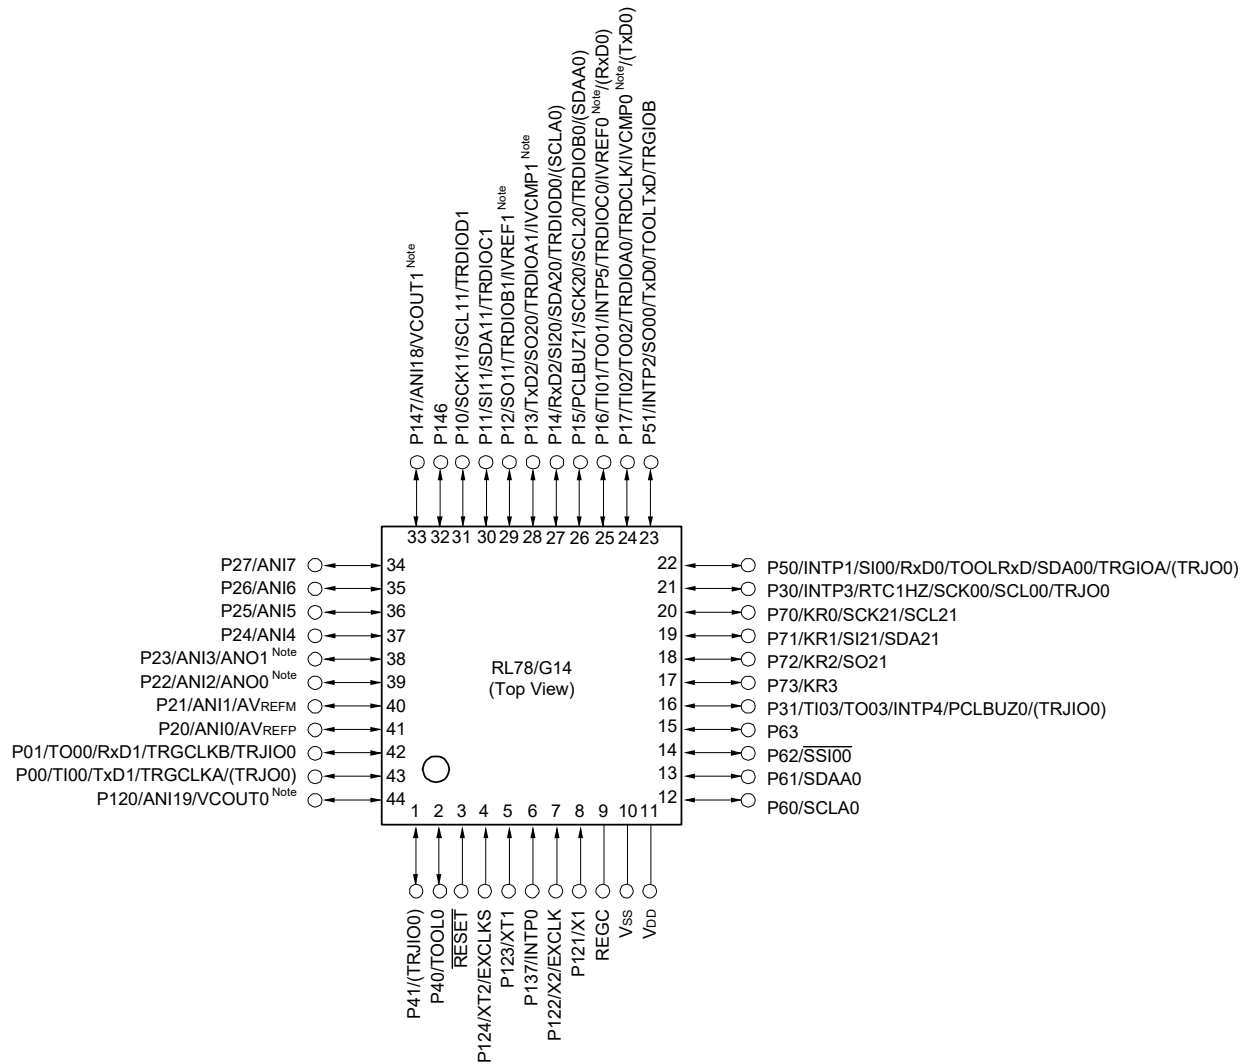 P147/ANI18/VCOUT1 Note
P146
P10/SCK11/SCL11/TRDIOD1
P11/SI11/SDA11/TRDIOC1
P12/SO11/TRDIOB1/IVREF1 Note
P13/TxD2/SO20/TRDIOA1/IVCMP1 Note
P14/RxD2/SI20/SDA20/TRDIOD0/(SCLA0)
P15/PCLBUZ1/SCK20/SCL20/TRDIOB0/(SDAA0)
P16/TI01/TO01/INTP5/TRDIOC0/IVREF0 Note/(RxD0)
P17/TI02/TO02/TRDIOA0/TRDCLK/IVCMP0 Note/(TxD0)
P51/INTP2/SO00/TxD0/TOOLTxD/TRGIOB
33 32 31 30 29 28 27 26 25 24 23
P27/ANI7 34
P26/ANI6 35
P25/ANI5 36
P24/ANI4 37
P23/ANI3/ANO1 Note 38
P22/ANI2/ANO0 Note 39
P21/ANI1/AVREFM 40
P20/ANI0/AVREFP 41
P01/TO00/RxD1/TRGCLKB/TRJIO0 42
P00/TI00/TxD1/TRGCLKA/(TRJO0) 43
P120/ANI19/VCOUT0 Note 44
RL78/G14
(Top View)
22 P50/INTP1/SI00/RxD0/TOOLRxD/SDA00/TRGIOA/(TRJO0)
21 P30/INTP3/RTC1HZ/SCK00/SCL00/TRJO0
20 P70/KR0/SCK21/SCL21
19 P71/KR1/SI21/SDA21
18 P72/KR2/SO21
17 P73/KR3
16 P31/TI03/TO03/INTP4/PCLBUZ0/(TRJIO0)
15 P63
14 P62/SSI00
13 P61/SDAA0
12 P60/SCLA0
1 2 3 4 5 6 7 8 9 10 11
P41/(TRJIO0)
P40/TOOL0
RESET
P124/XT2/EXCLKS
P123/XT1
P137/INTP0
P122/X2/EXCLK
P121/X1
REGC
VSS
VDD